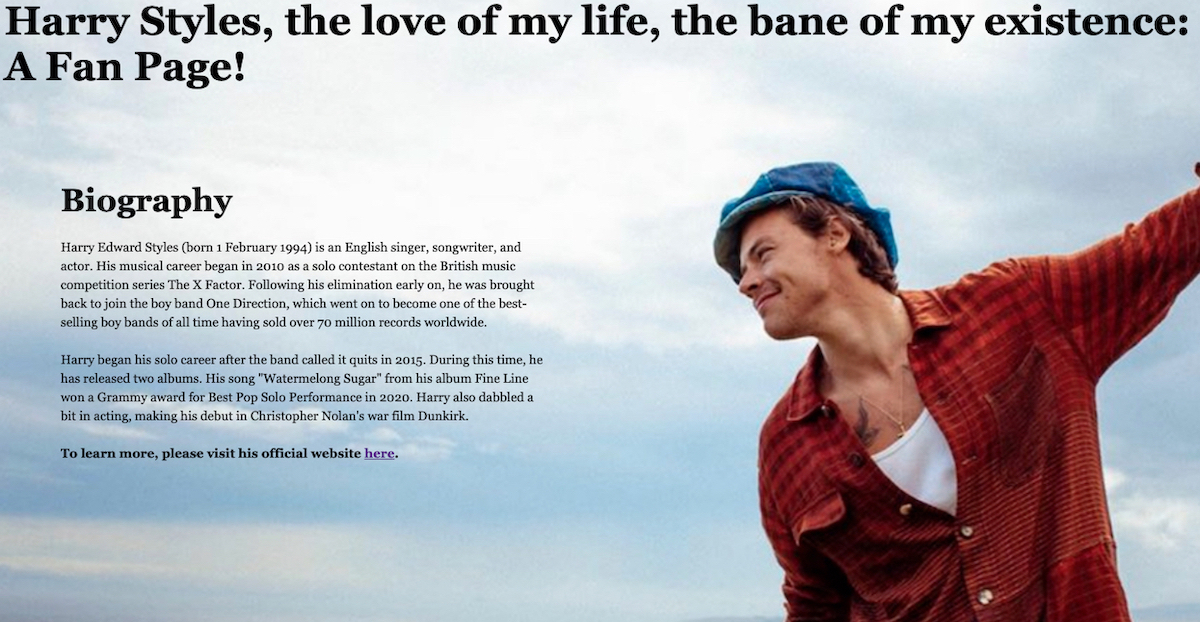 Harry Styles, the love of my life, the bane of my existence:
A Fan Page!
Biography
Harry Edward Styles (born 1 February 1994) is an English singer, songwriter, and
actor. His musical career began in 2010 as a solo contestant on the British music
competition series The X Factor. Following his elimination early on, he was brought
back to join the boy band One Direction, which went on to become one of the best-
selling boy bands of all time having sold over 70 million records worldwide.
Harry began his solo career after the band called it quits in 2015. During this time, he
has released two albums. His song "Watermelong Sugar" from his album Fine Line
won a Grammy award for Best Pop Solo Performance in 2020. Harry also dabbled a
bit in acting, making his debut in Christopher Nolan's war film Dunkirk.
To learn more, please visit his official website here.